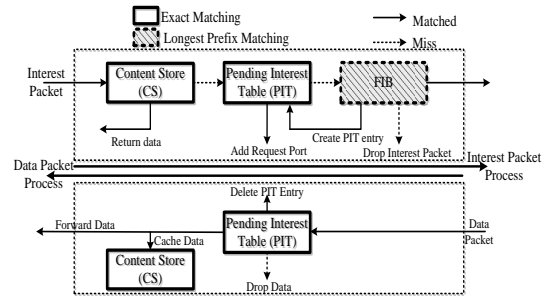 Exact Matching
Longest Prefix Matching
Matched
Miss
Interest
Packet
Content Store
(CS)
Pending Interest
Table (PIT)
FIB
Return data
Add Request Port
Create PIT entry
Drop Interest Packet
Data Packet
Process
Interest Packet
Process
Delete PIT Entry
Forward Data
Cache Data
Content Store
(CS)
Pending Interest
Table (PIT)
Data
Packet
Drop Data